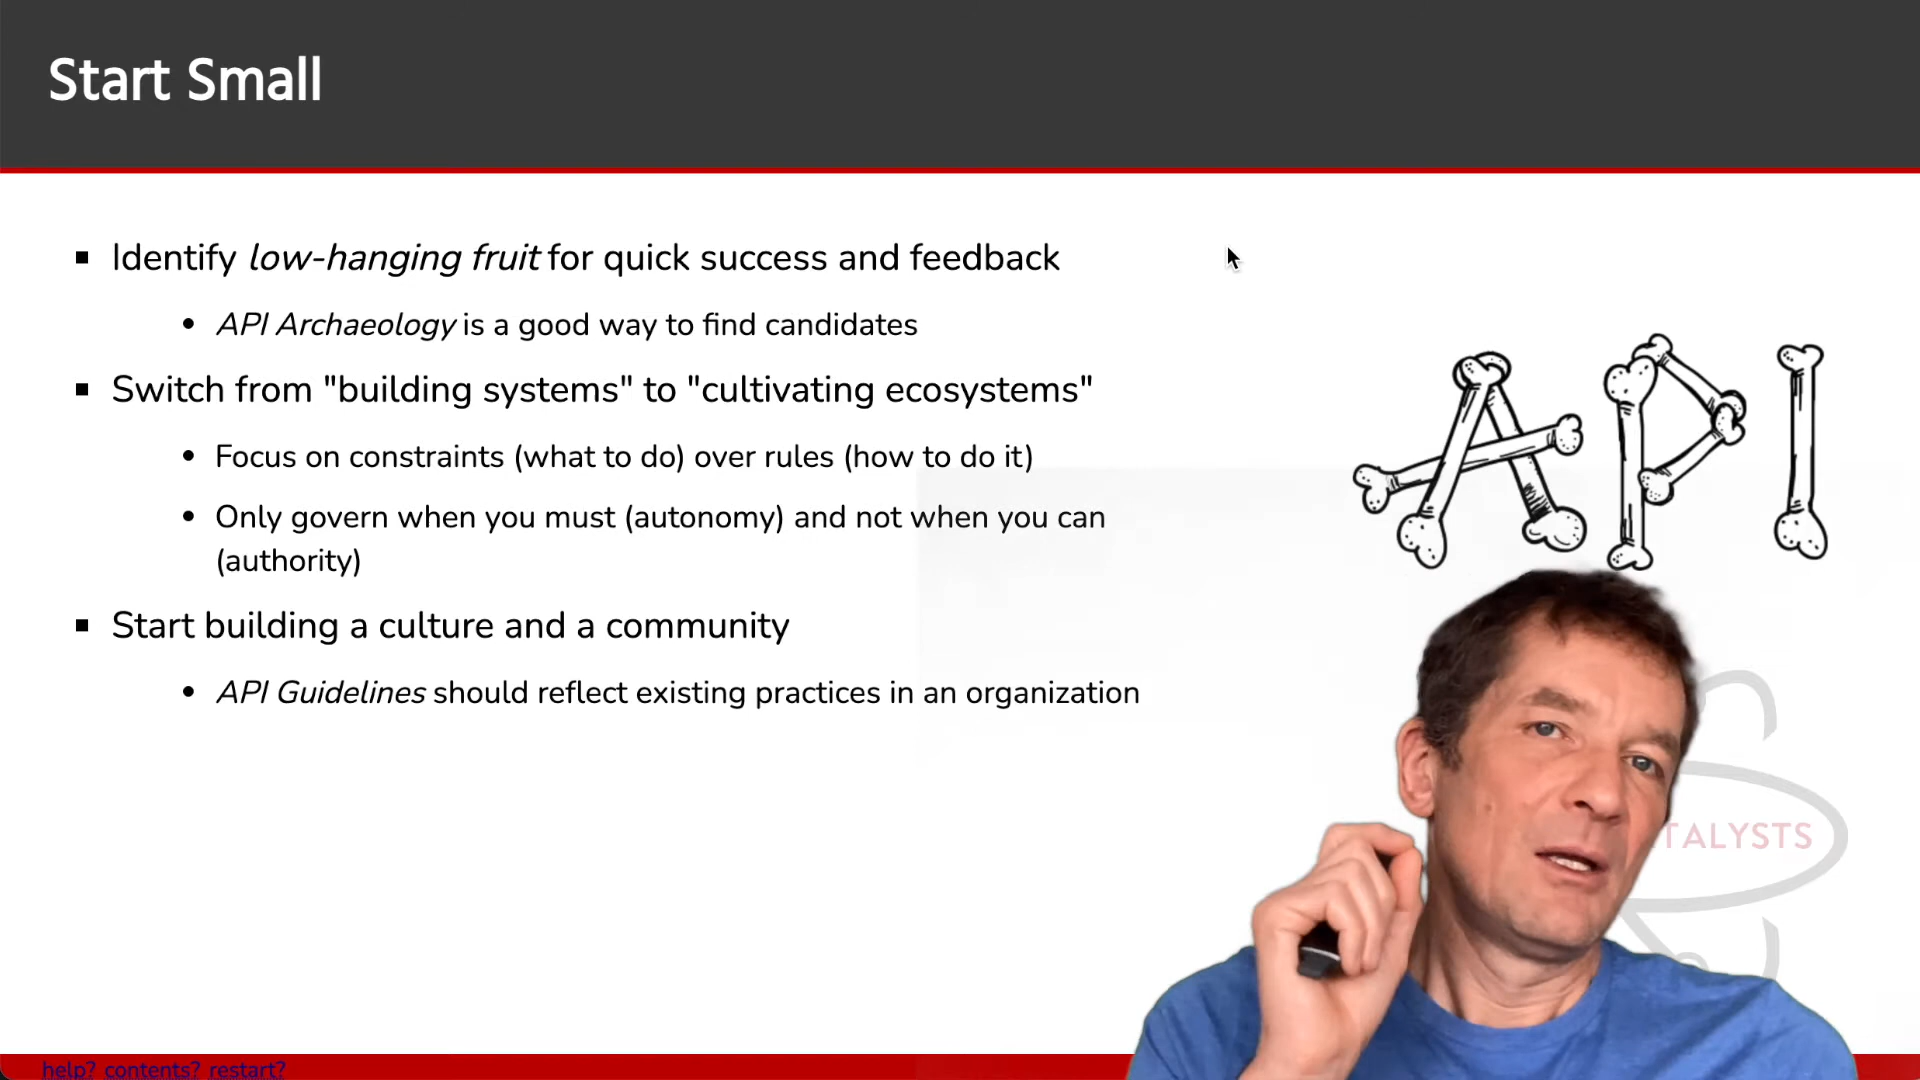 Start Small
Identify low-hanging fruit for quick success and feedback
API Archaeology is a good way to find candidates
Switch from "building systems" to "cultivating ecosystems"
Focus on constraints (what to do) over rules (how to do it)
Only govern when you must (autonomy) and not when you can
(authority)
Start building a culture and a community
API Guidelines should reflect existing practices in an organization
API
TALYSTS
help? contents? restart?